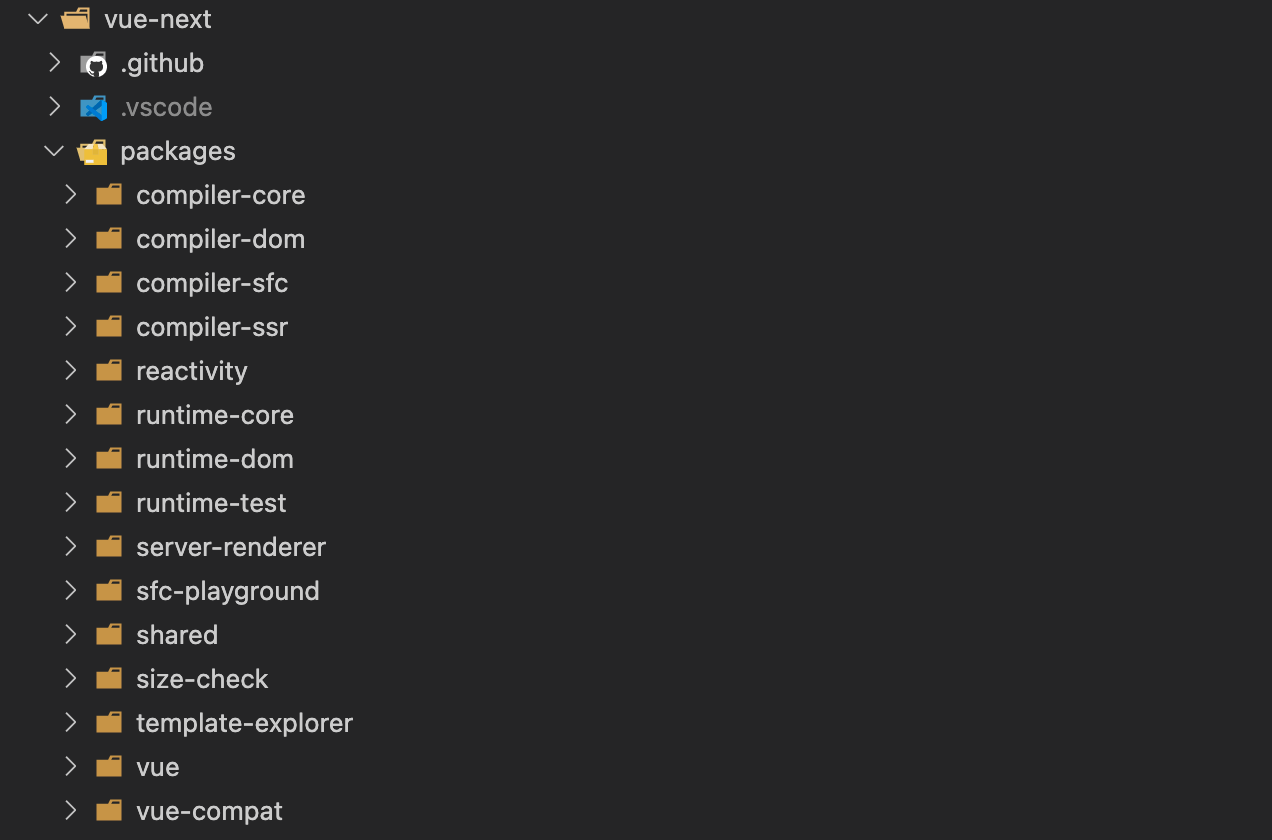 vue-next
.github
.vscode
packages
compiler-core
compiler-dom
compiler-sfc
compiler-ssr
reactivity
runtime-core
runtime-dom
runtime-test
server-renderer
sfc-playground
shared
size-check
template-explorer
vue
vue-compat